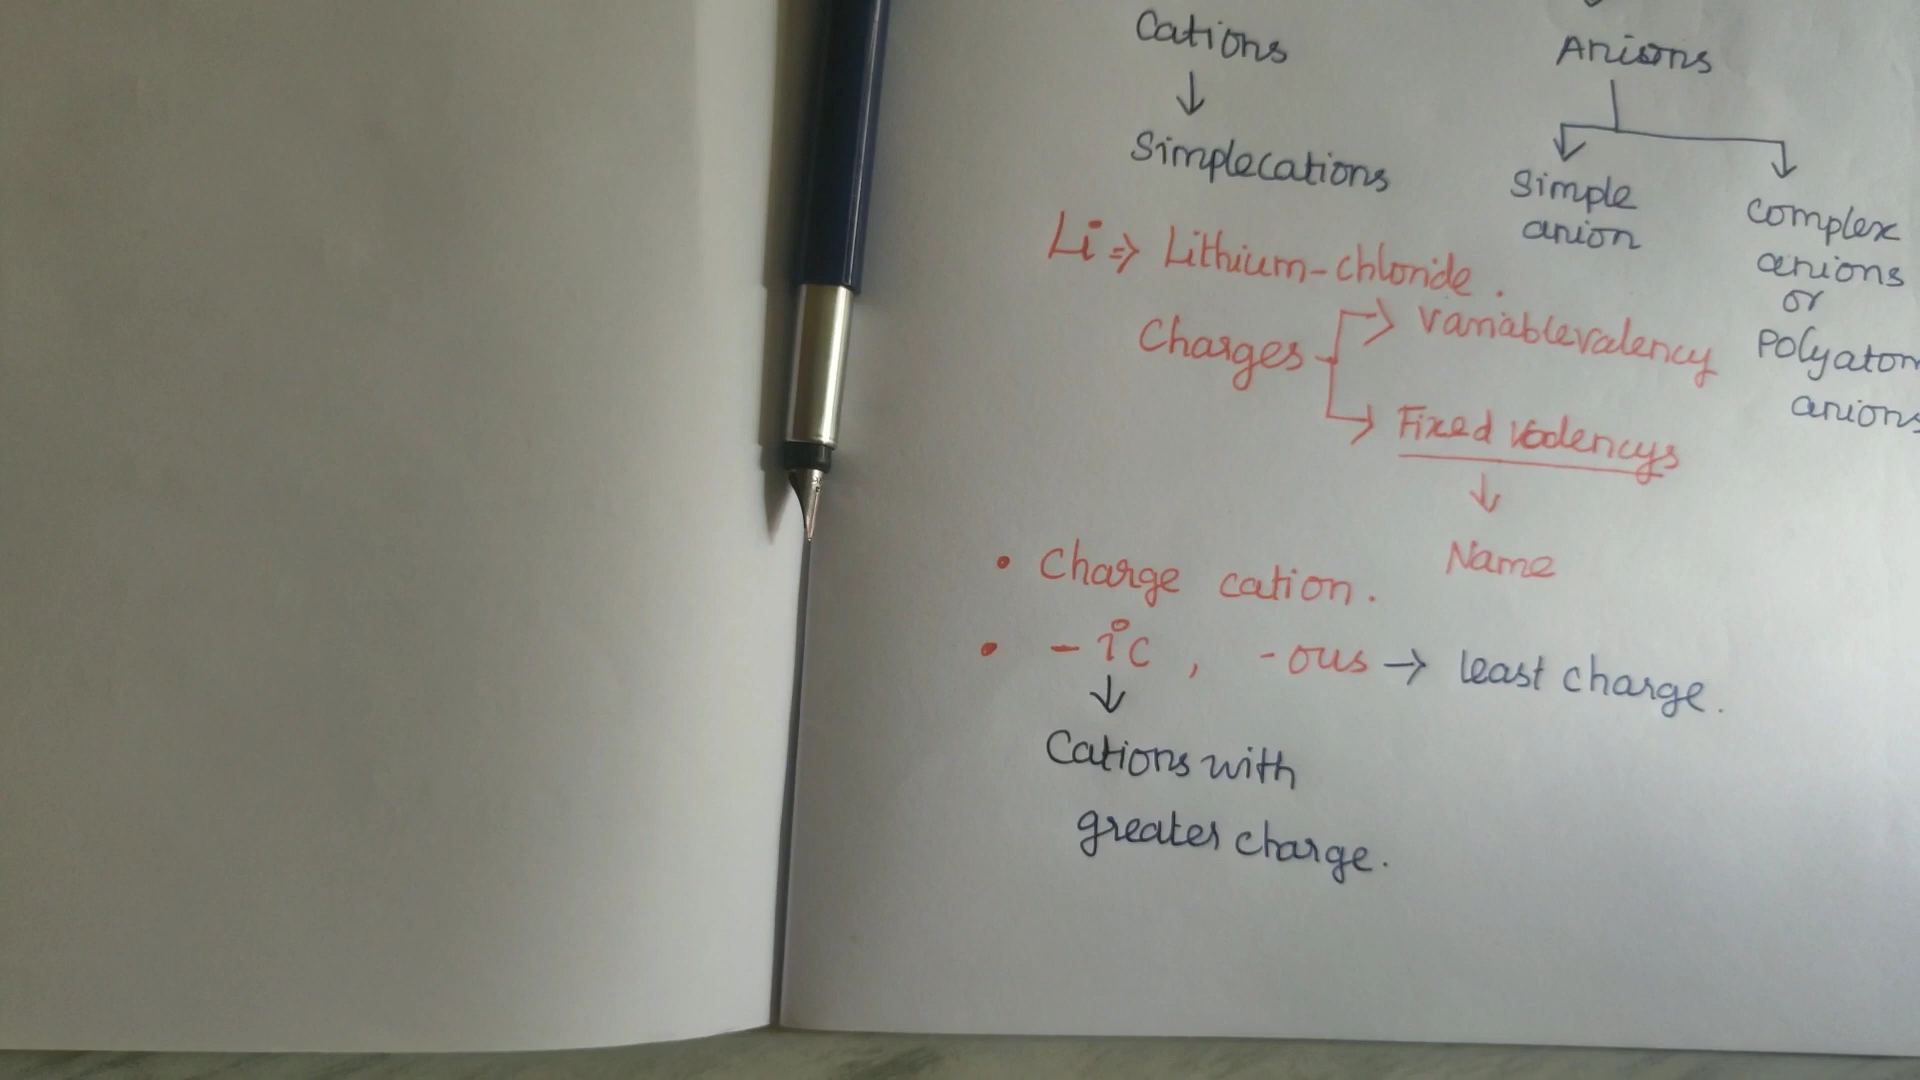 Cations
Anions
Simplecations
Simple
anion
Complex
anions
or
Polyatom
anions
Li ⇒ Lithium-chloride.
Charges → Variablevalency
→ Fixed valencys
↓
Name
• Charge cation.
• -ic, -ous → least charge.
↓
Cations with
greater charge.